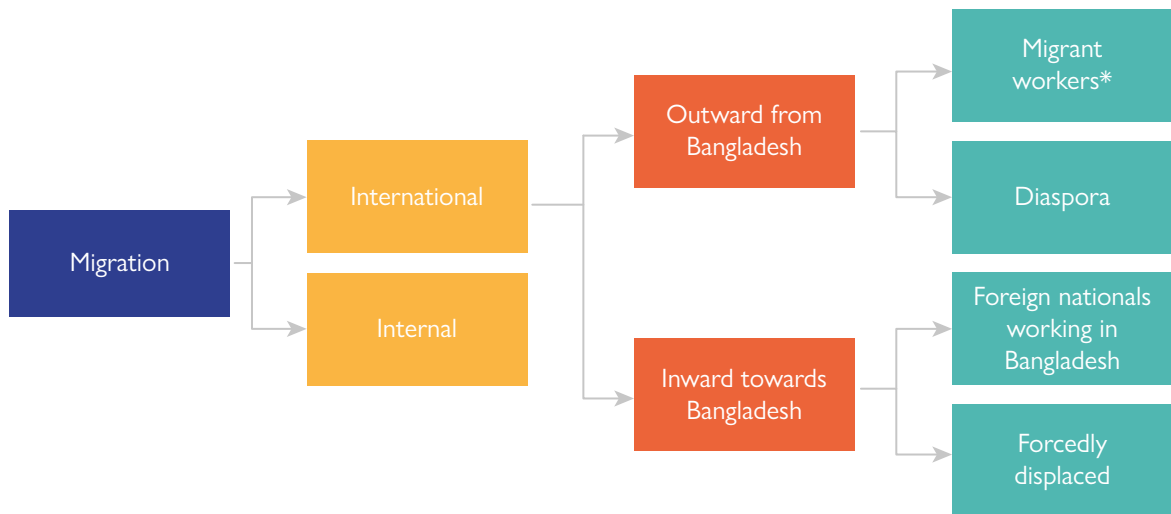 Migration
International
Internal
Outward from
Bangladesh
Inward towards
Bangladesh
Migrant
workers*
Diaspora
Foreign nationals
working in
Bangladesh
Forcedly
displaced